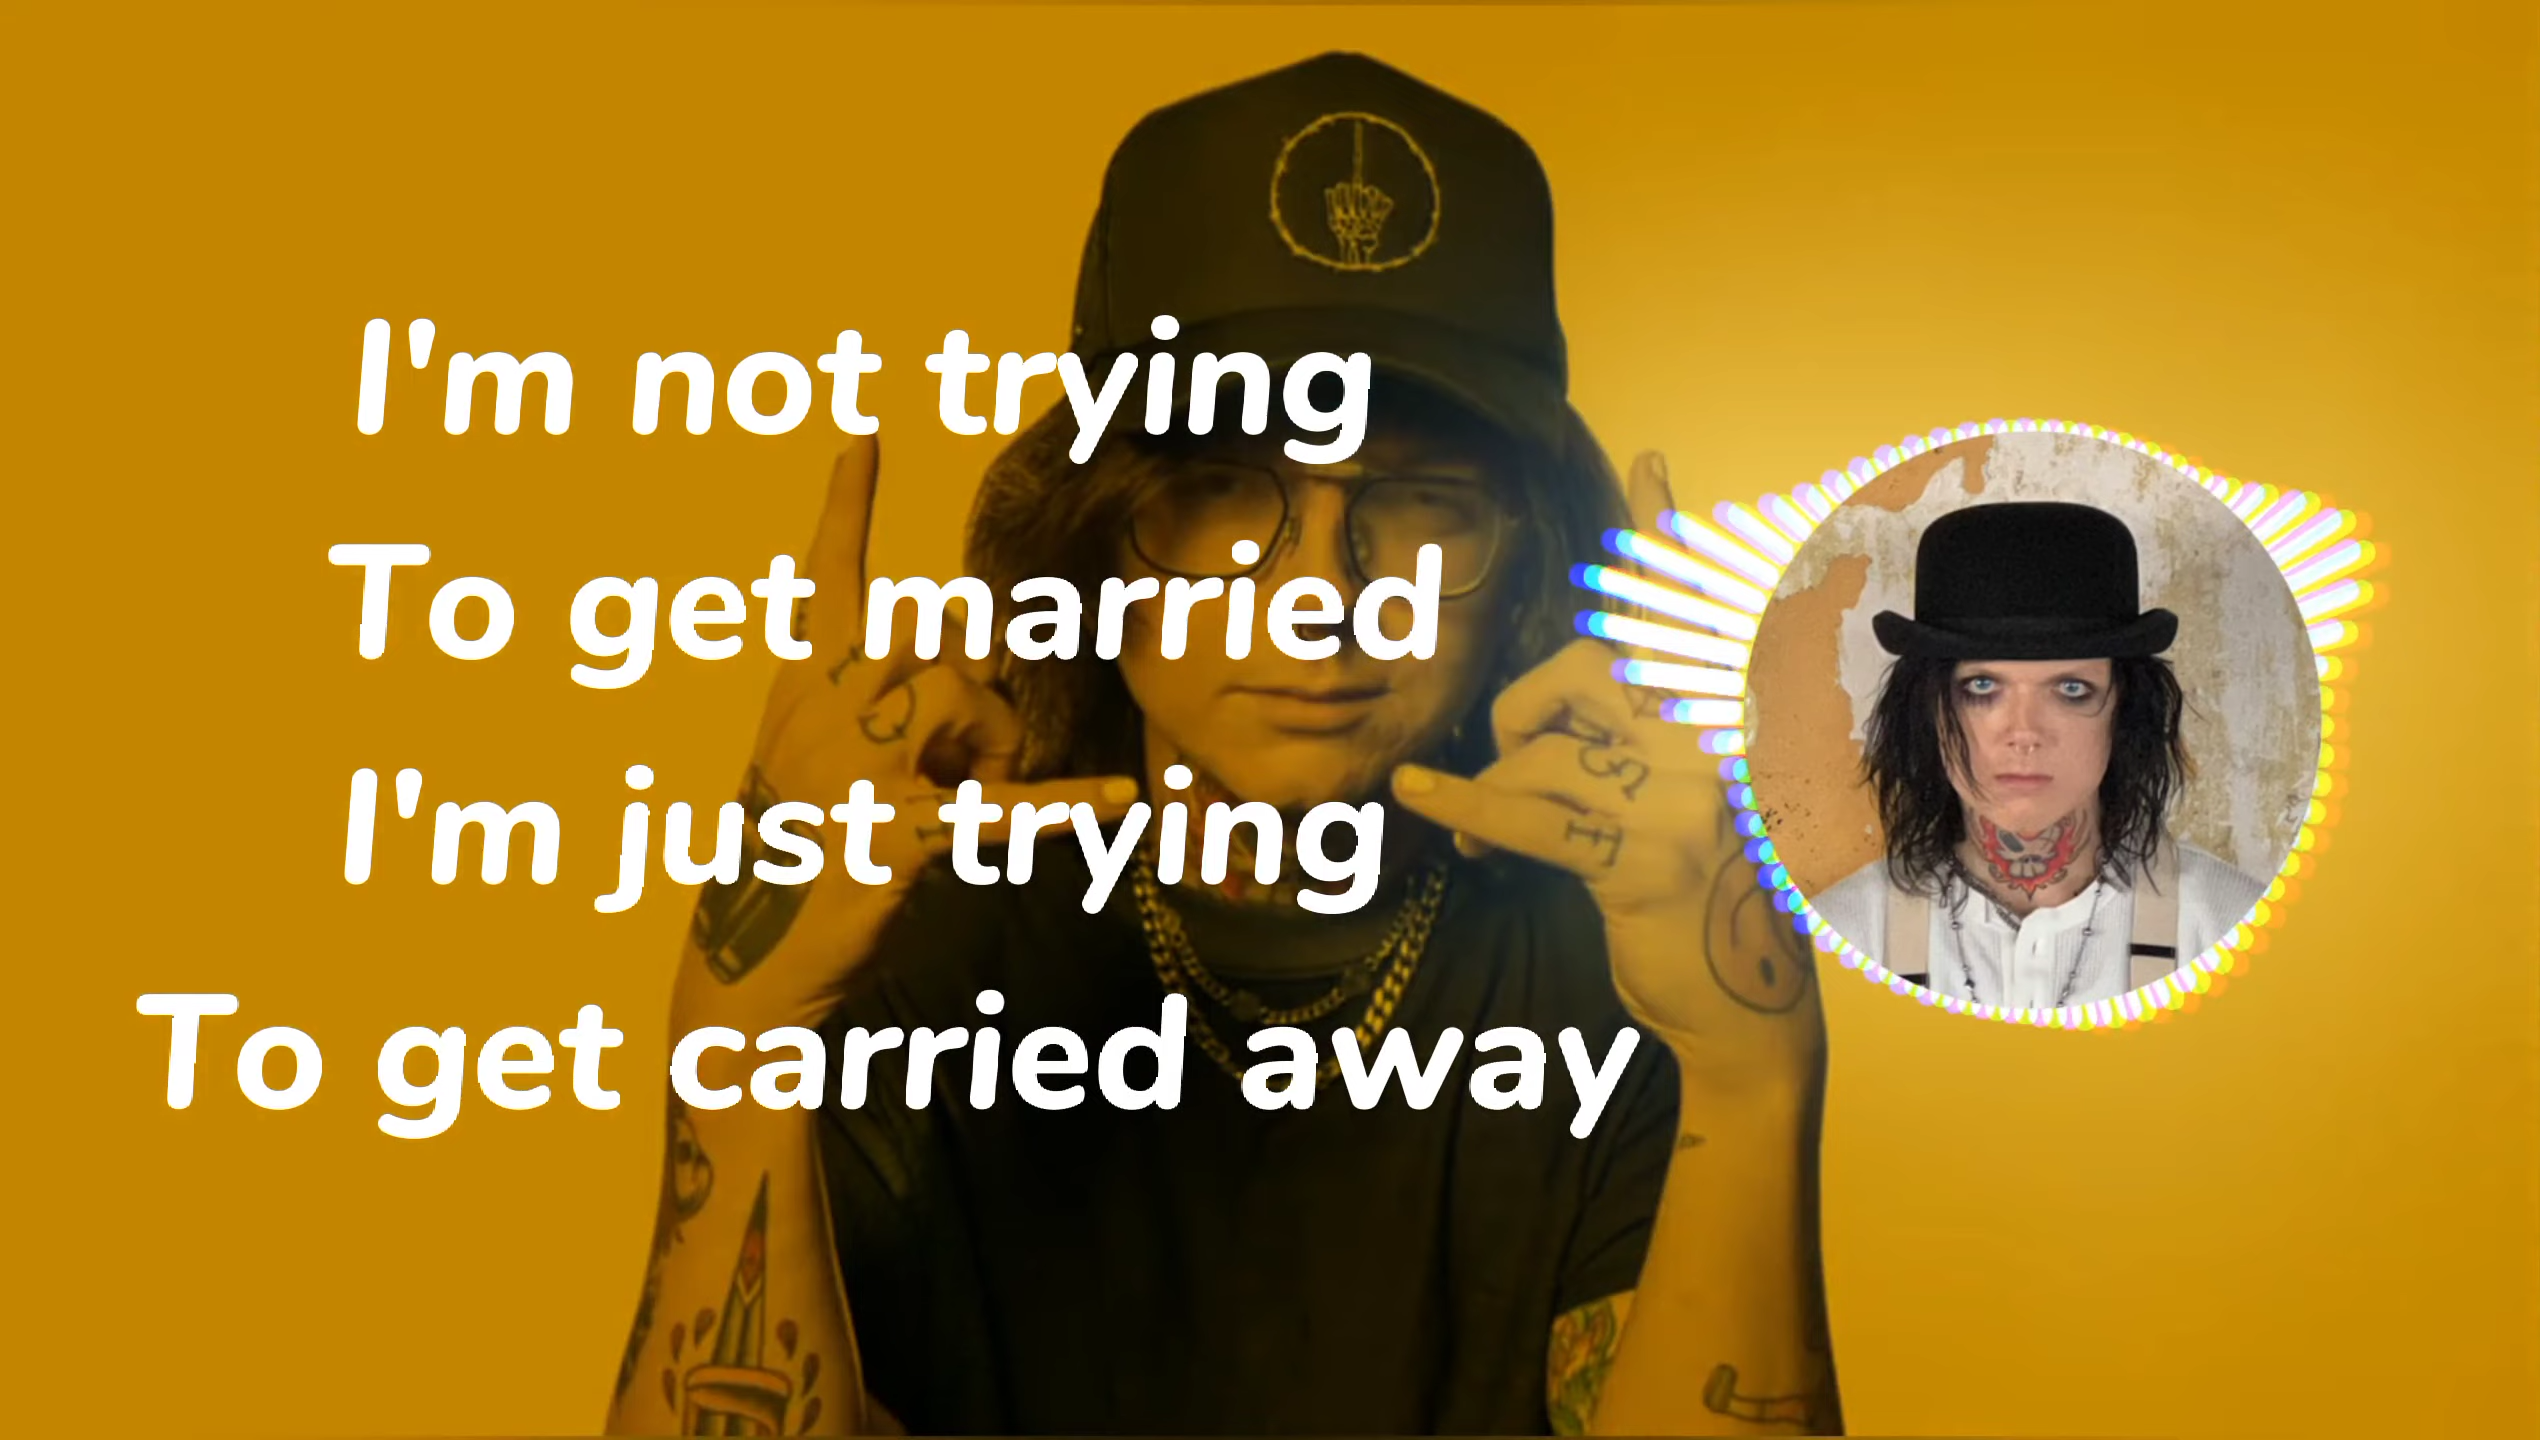 I'm not trying
To get married
I'm just trying
To get carried away